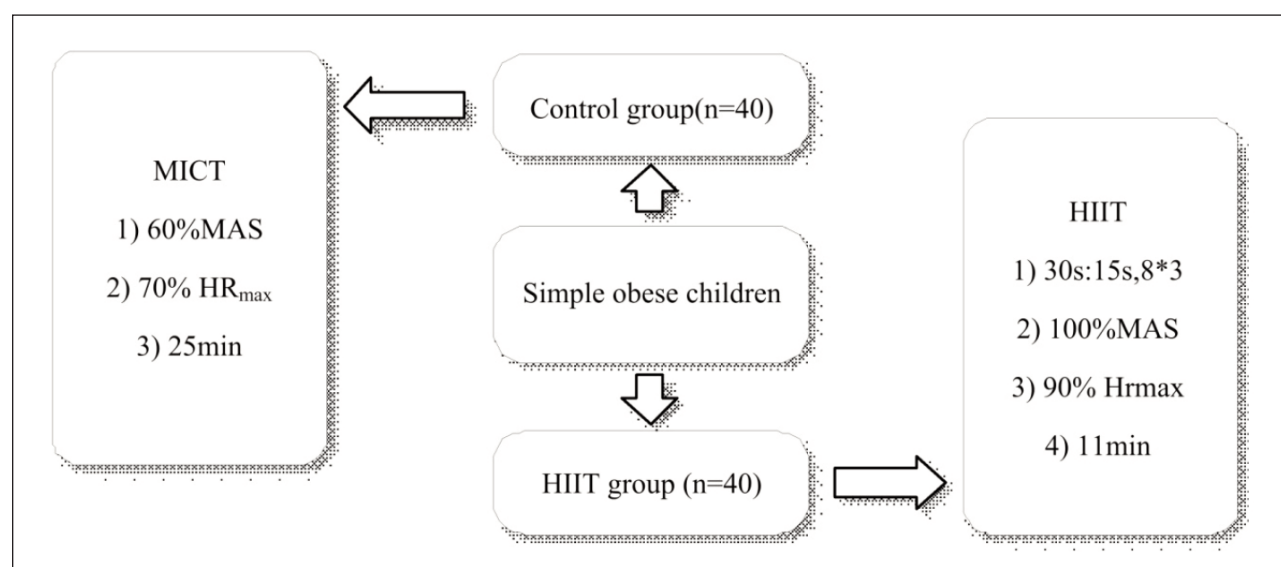 MICT
1) 60%MAS
2) 70% HRmax
3) 25min
Control group(n=40)
Simple obese children
HIIT group (n=40)
HIIT
1) 30s:15s,8*3
2) 100%MAS
3) 90% Hrmax
4) 11min